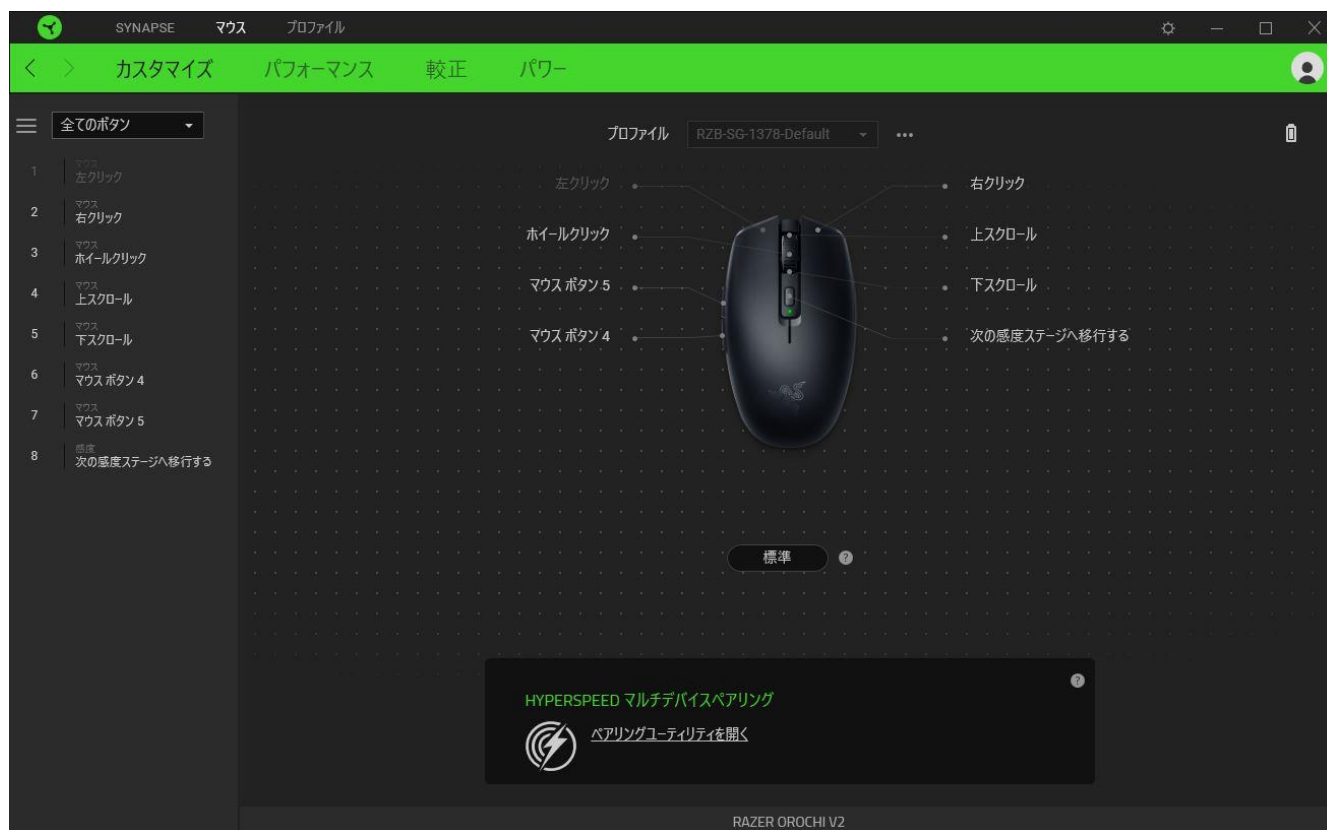 SYNAPSE マウス プロファイル
カスタマイズ パフォーマンス 較正 パワー
全てのボタン
プロファイル RZB-SG-1378-Default
1 マウス
左クリック
2 マウス
右クリック
3 マウス
ホイールクリック
4 マウス
上スクロール
5 マウス
下スクロール
6 マウス
マウス ボタン 4
7 マウス
マウス ボタン 5
8 感度
次の感度ステージへ移行する
左クリック
ホイールクリック
マウス ボタン 5
マウス ボタン 4
右クリック
上スクロール
下スクロール
次の感度ステージへ移行する
標準 ?
HYPERSPEED マルチデバイスペアリング ?
ペアリングユーティリティを開く
RAZER OROCHI V2